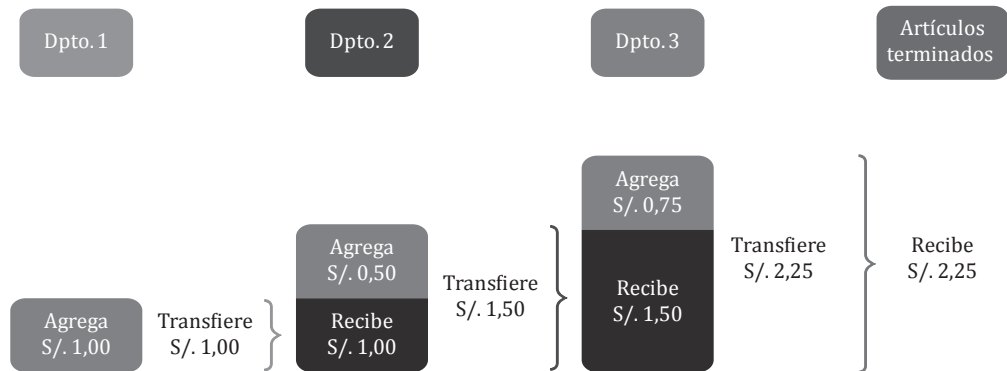 Dpto. 1
Dpto. 2
Dpto. 3
Artículos
terminados
Agrega
S/. 1,00
Transfiere
S/. 1,00
Agrega
S/. 0,50
Recibe
S/. 1,00
Transfiere
S/. 1,50
Agrega
S/. 0,75
Recibe
S/. 1,50
Transfiere
S/. 2,25
Recibe
S/. 2,25